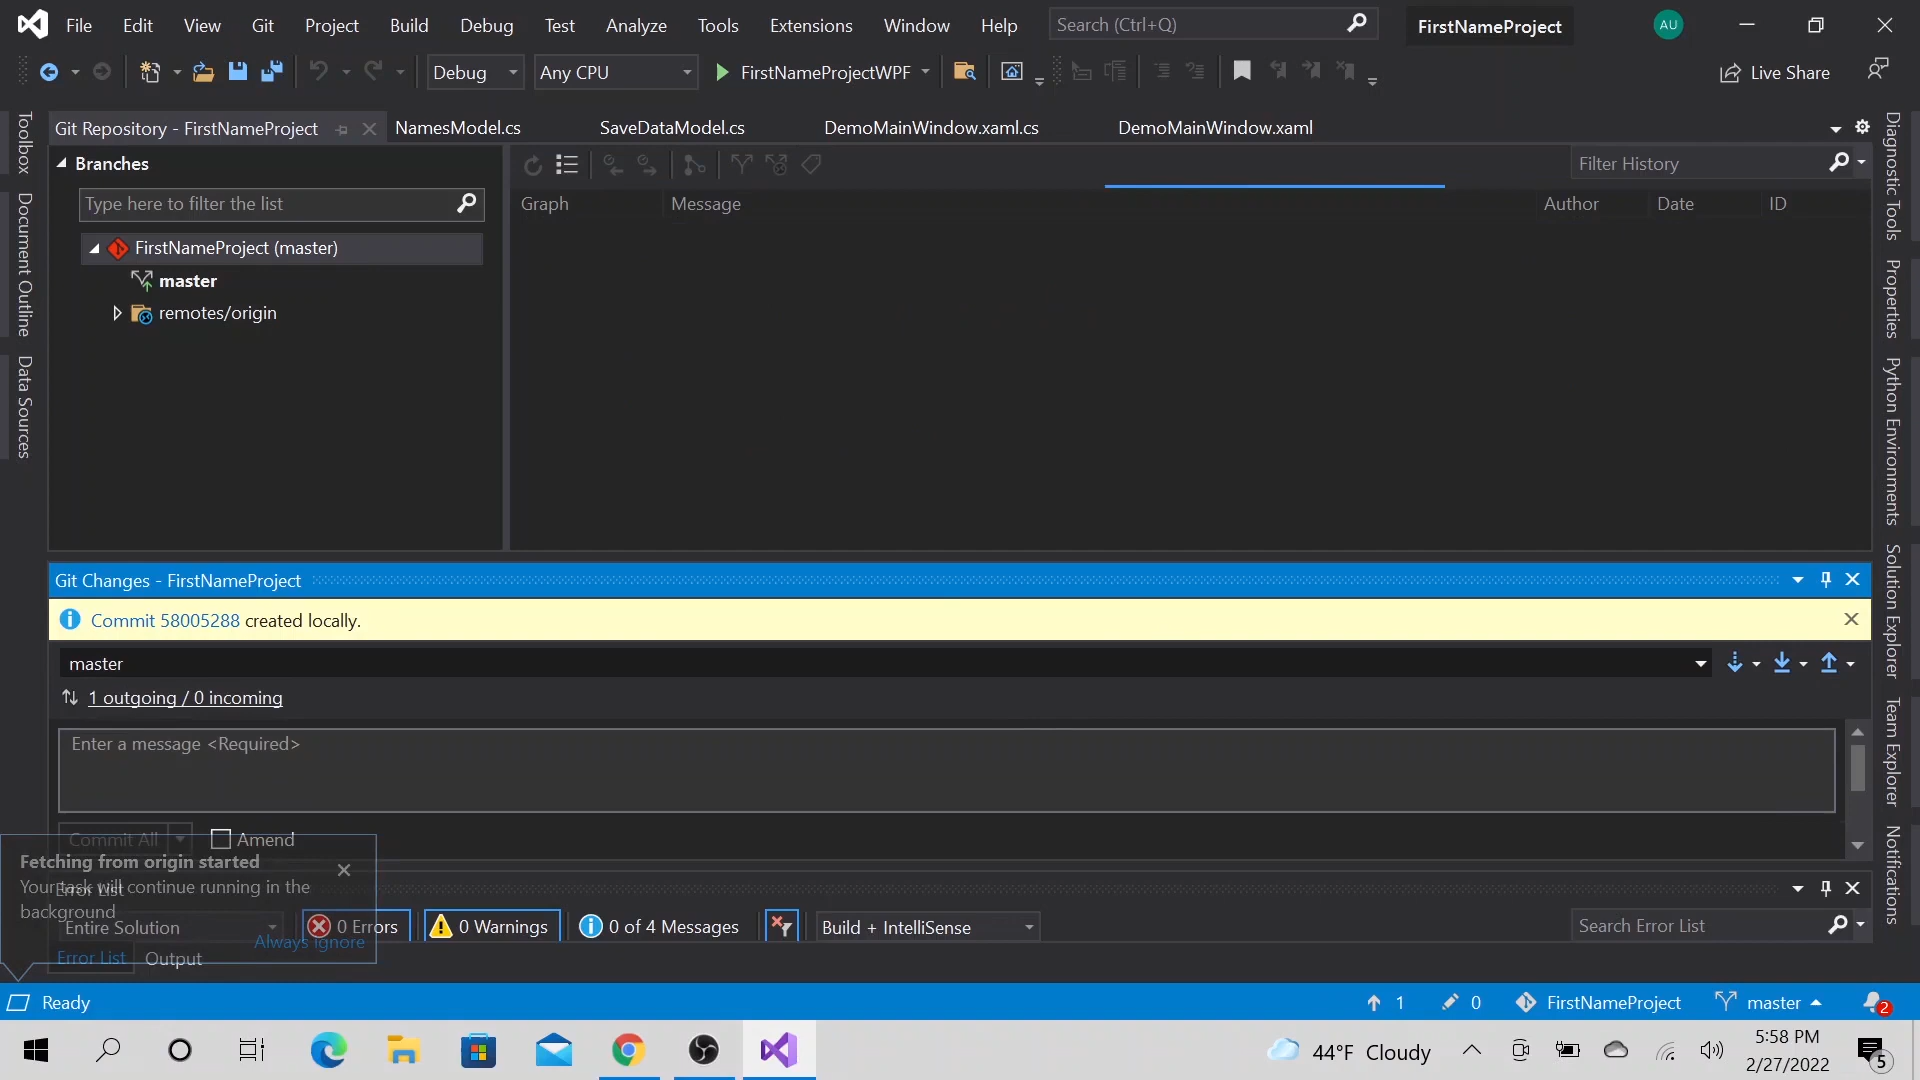 File Edit View Git Project Build Debug Test Analyze Tools Extensions Window Help Search (Ctrl+Q) FirstNameProject AU
Debug Any CPU FirstNameProjectWPF Live Share
Git Repository - FirstNameProject NamesModel.cs SaveDataModel.cs DemoMainWindow.xaml.cs DemoMainWindow.xaml
Toolbox
Document Outline
Data Sources
Branches
Type here to filter the list
FirstNameProject (master)
master
remotes/origin
Filter History
Graph Message Author Date ID
Diagnostic Tools
Properties
Python Environments
Solution Explorer
Team Explorer
Notifications
Git Changes - FirstNameProject
Commit 58005288 created locally.
master
1 outgoing / 0 incoming
Enter a message <Required>
Commit All Amend
Fetching from origin started
Your task will continue running in the
background
Always ignore
Error List
Entire Solution 0 Errors 0 Warnings 0 of 4 Messages Build + IntelliSense Search Error List
Error List Output
Ready 1 0 FirstNameProject master 2
44°F Cloudy 5:58 PM
2/27/2022 5